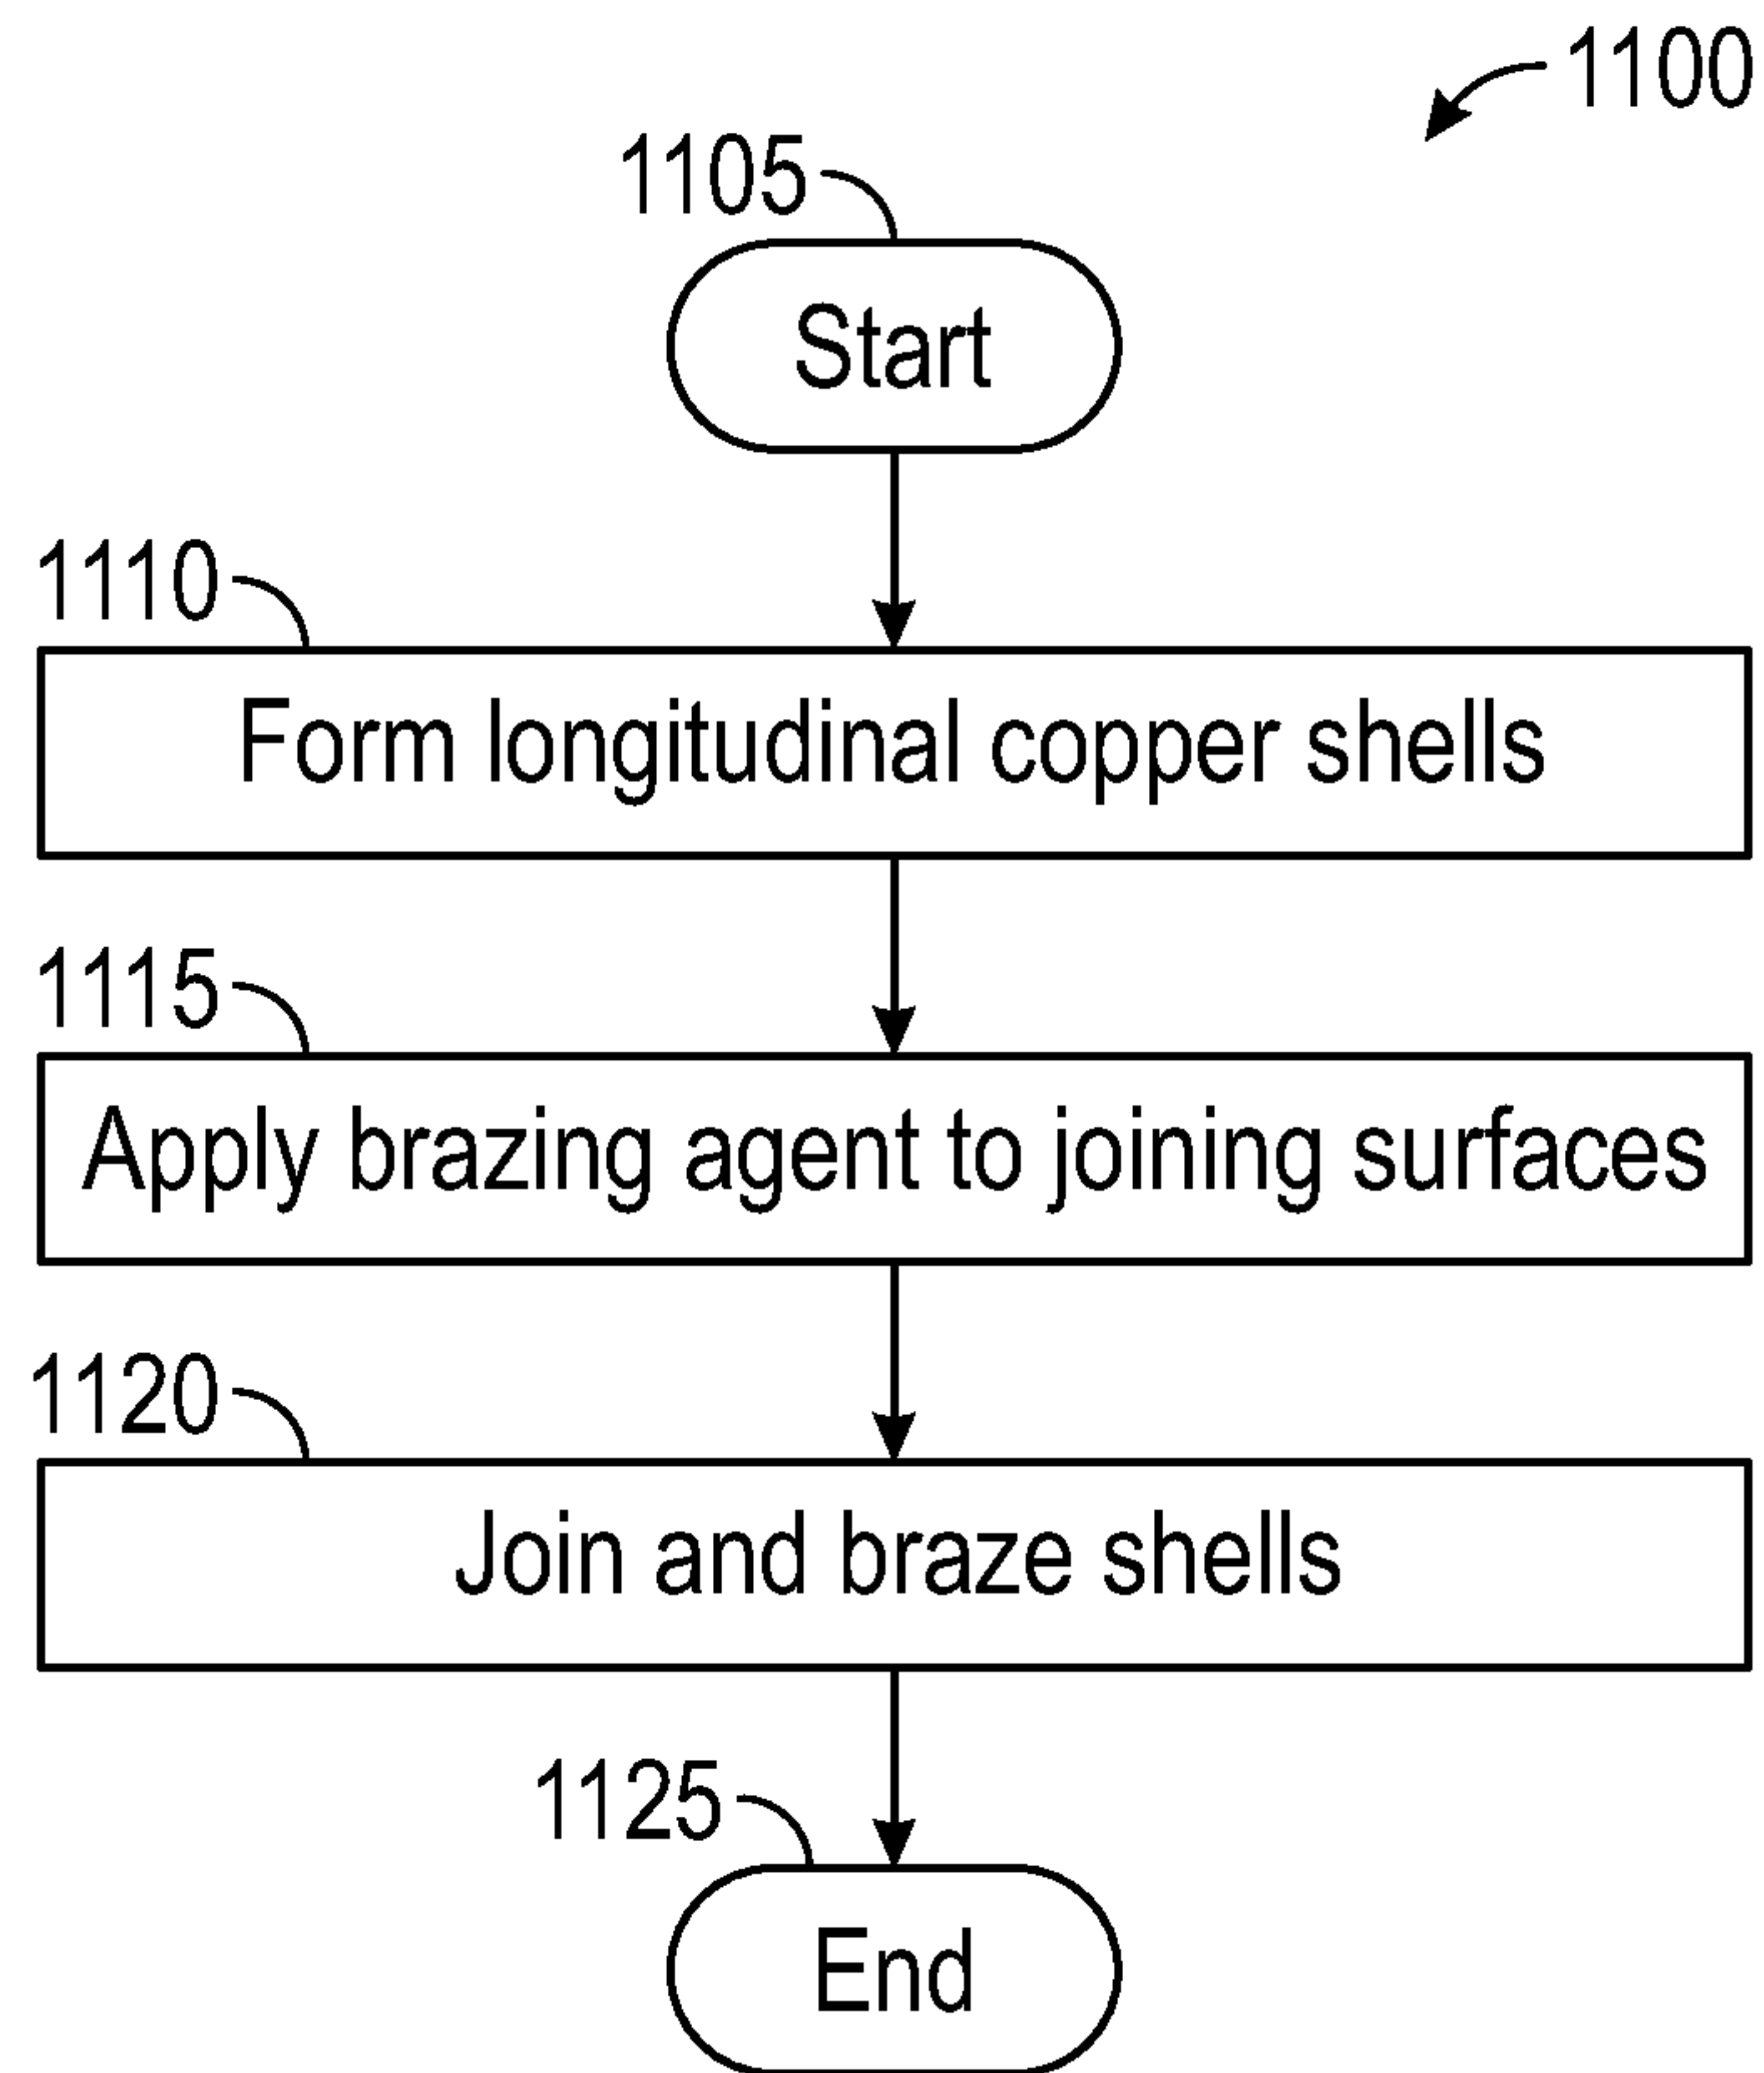 1100
1105
Start
1110
Form longitudinal copper shells
1115
Apply brazing agent to joining surfaces
1120
Join and braze shells
1125
End